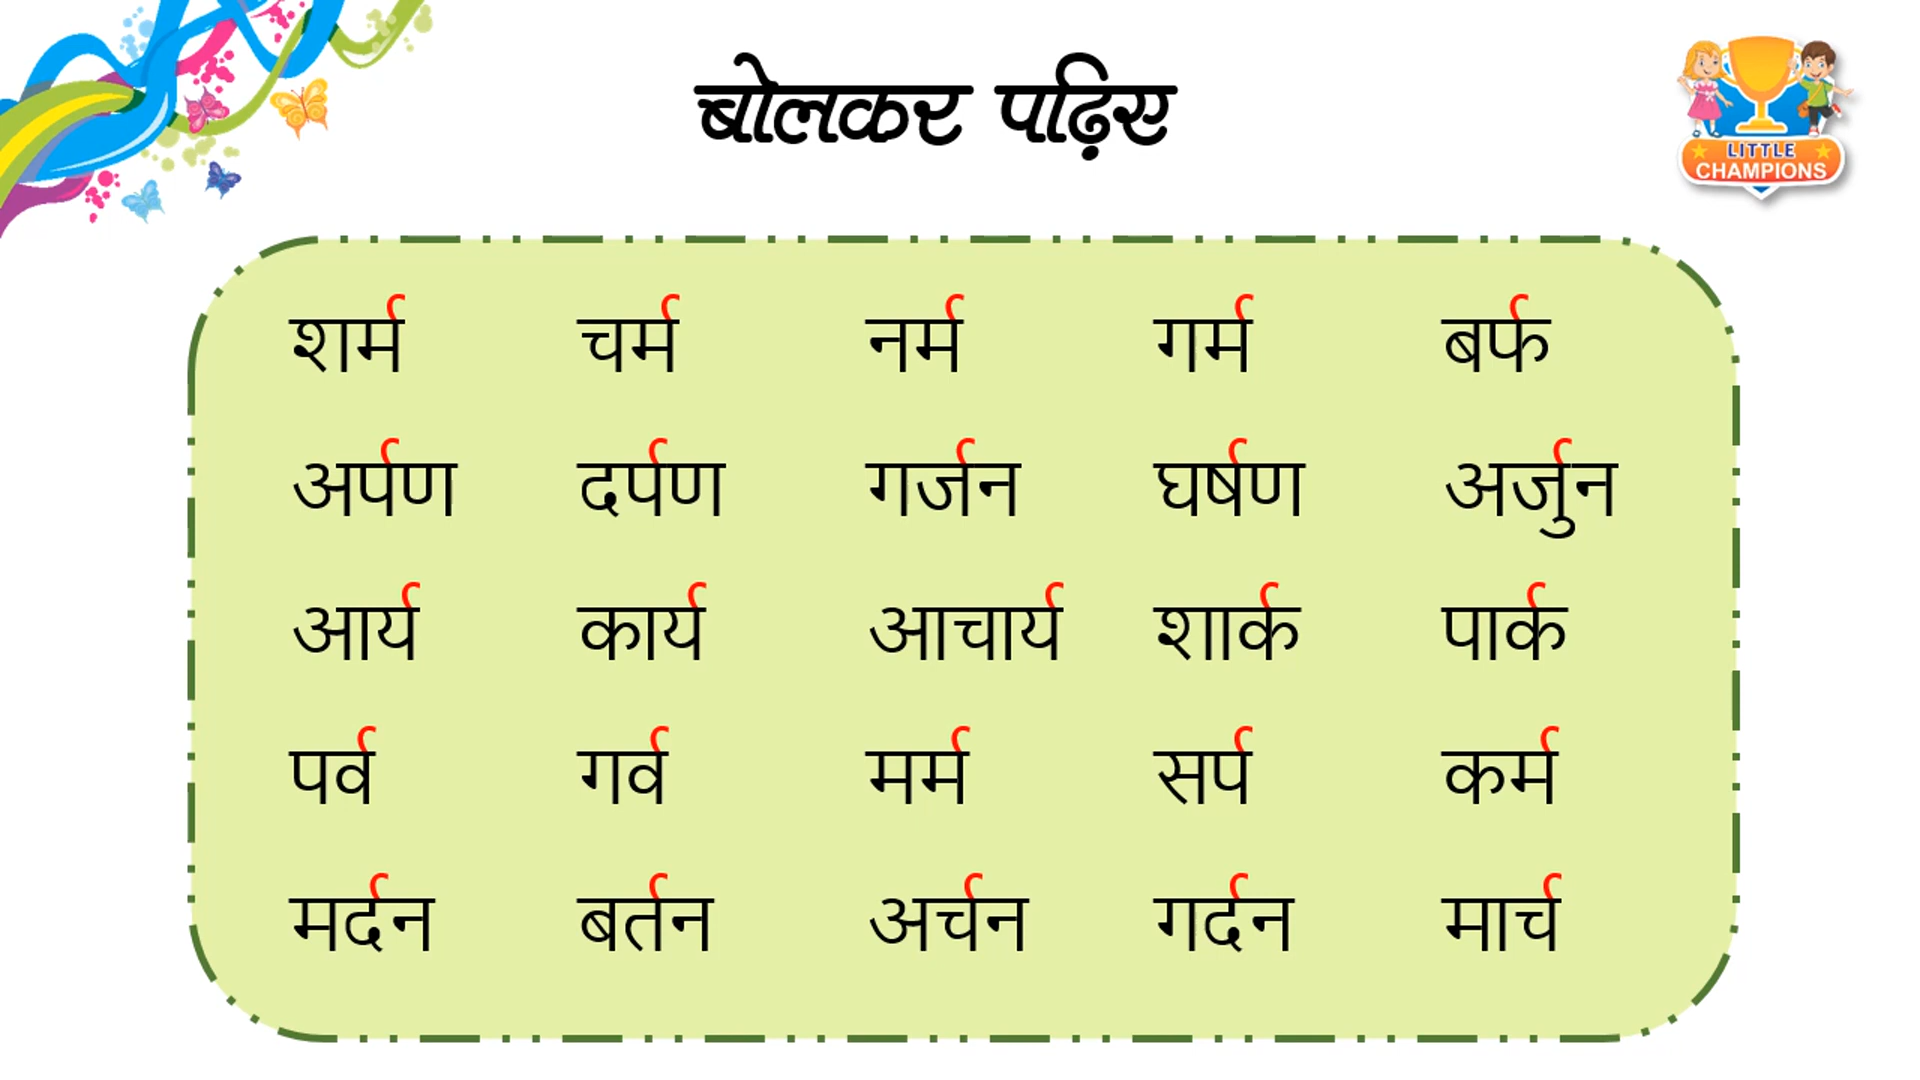 बोलकर पढ़िए
LITTLE
CHAMPIONS
शर्म चर्म नर्म गर्म बर्फ
अर्पण दर्पण गर्जन घर्षण अर्जुन
आर्य कार्य आचार्य शार्क पार्क
पर्व गर्व मर्म सर्प कर्म
मर्दन बर्तन अर्चन गर्दन मार्च